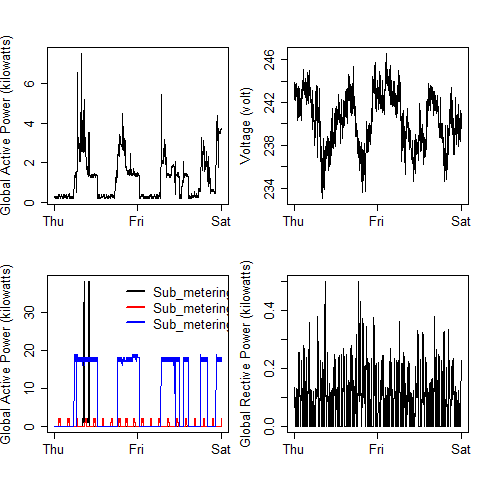 Global Active Power (kilowatts)
0 2 4 6
Thu Fri Sat
Voltage (volt)
234 238 242 246
Thu Fri Sat
Global Active Power (kilowatts)
0 10 20 30
Sub_metering
Sub_metering
Sub_metering
Thu Fri Sat
Global Rective Power (kilowatts)
0.0 0.2 0.4
Thu Fri Sat